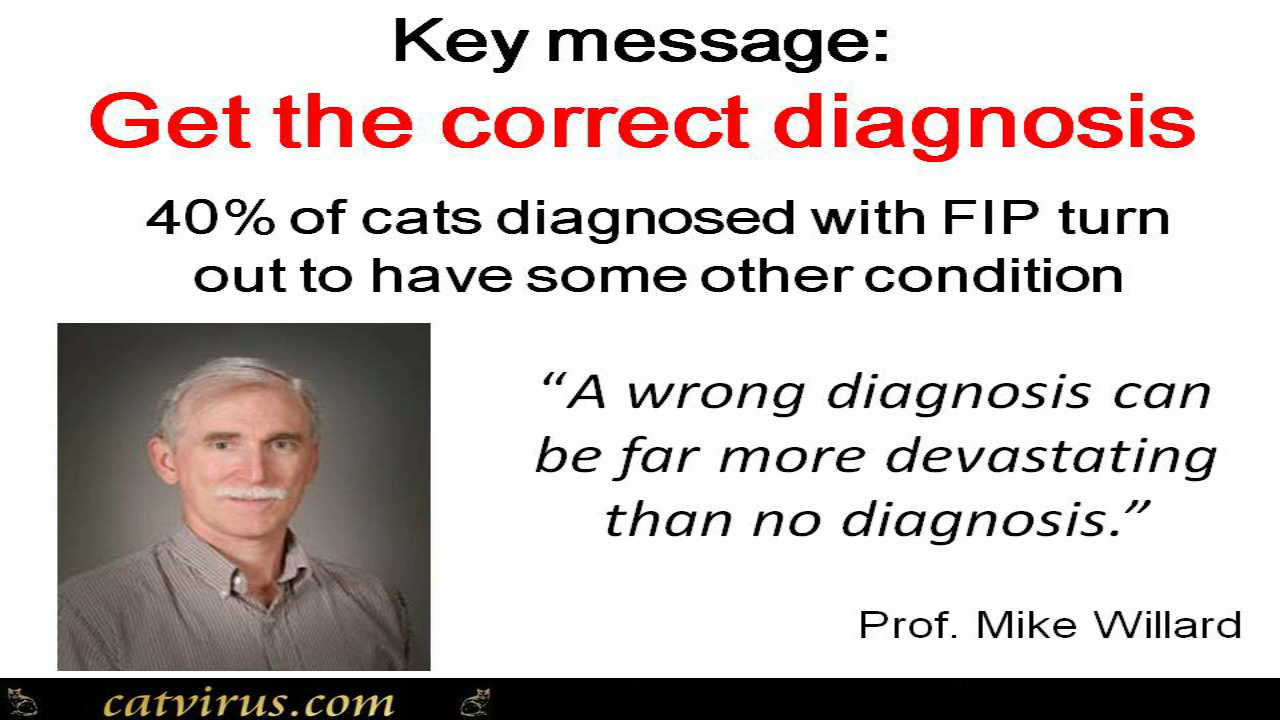 Key message:
Get the correct diagnosis
40% of cats diagnosed with FIP turn
out to have some other condition
“A wrong diagnosis can
be far more devastating
than no diagnosis.”
Prof. Mike Willard
catvirus.com